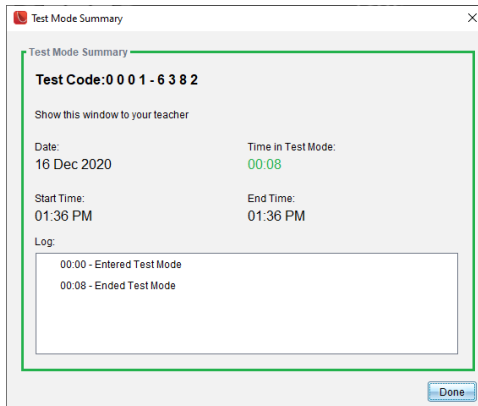 Test Mode Summary
Test Mode Summary
Test Code:0 0 0 1 - 6 3 8 2
Show this window to your teacher
Date:
Time in Test Mode:
16 Dec 2020
00:08
Start Time:
End Time:
01:36 PM
01:36 PM
Log:
00:00 - Entered Test Mode
00:08 - Ended Test Mode
Done